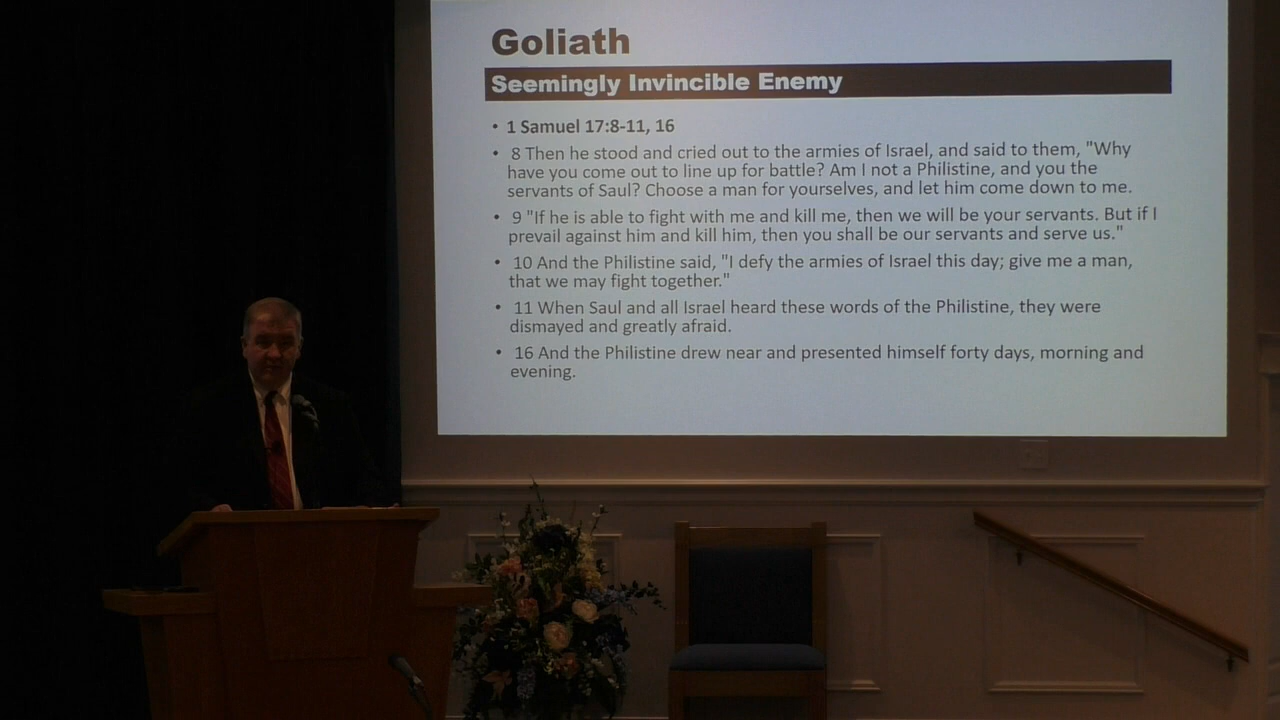 Goliath
Seemingly Invincible Enemy
• 1 Samuel 17:8-11, 16
• 8 Then he stood and cried out to the armies of Israel, and said to them, "Why
have you come out to line up for battle? Am I not a Philistine, and you the
servants of Saul? Choose a man for yourselves, and let him come down to me.
• 9 "If he is able to fight with me and kill me, then we will be your servants. But if I
prevail against him and kill him, then you shall be our servants and serve us."
• 10 And the Philistine said, "I defy the armies of Israel this day; give me a man,
that we may fight together."
• 11 When Saul and all Israel heard these words of the Philistine, they were
dismayed and greatly afraid.
• 16 And the Philistine drew near and presented himself forty days, morning and
evening.